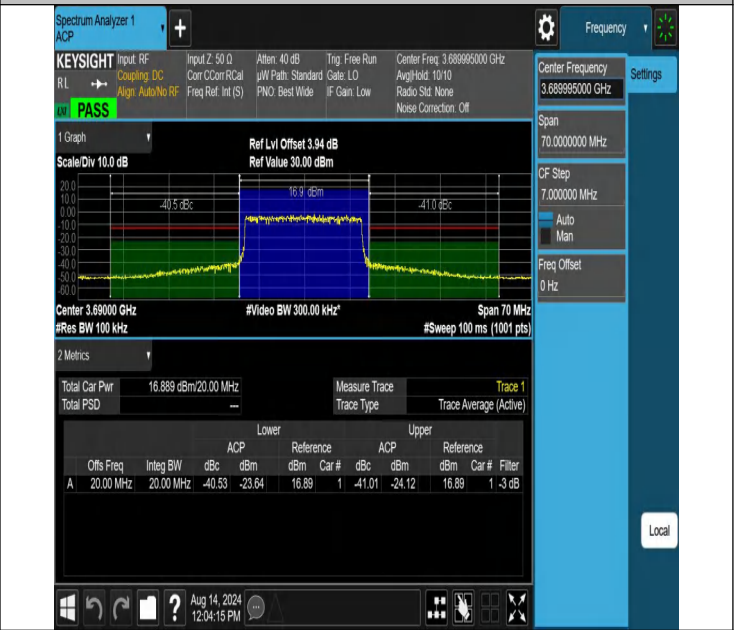 Spectrum Analyzer 1
ACP
+
Frequency
KEYSIGHT
RL
PASS
Input: RF
Coupling: DC
Align: Auto/No RF
Input Z: 50 Ω
Corr CCorr RCal
Freq Ref: Int (S)
Atten: 40 dB
µW Path: Standard
PNO: Best Wide
Trig: Free Run
Gate: LO
IF Gain: Low
Center Freq: 3.689995000 GHz
Avg|Hold: 10/10
Radio Std: None
Noise Correction: Off
Center Frequency
3.689995000 GHz
Settings
Span
70.0000000 MHz
CF Step
7.000000 MHz
Auto
Man
Freq Offset
0 Hz
1 Graph
Scale/Div 10.0 dB
Ref Lvl Offset 3.94 dB
Ref Value 30.00 dBm
20.0
10.0
0.00
-10.0
-20.0
-30.0
-40.0
-50.0
-60.0
-40.5 dBc
16.9 dBm
-41.0 dBc
Center 3.69000 GHz
#Video BW 300.00 kHz*
Span 70 MHz
#Res BW 100 kHz
#Sweep 100 ms (1001 pts)
2 Metrics
Total Car Pwr 16.889 dBm/20.00 MHz
Total PSD ---
Measure Trace Trace 1
Trace Type Trace Average (Active)
Lower Upper
ACP Reference ACP Reference
Offs Freq Integ BW dBc dBm dBm Car # dBc dBm dBm Car # Filter
A 20.00 MHz 20.00 MHz -40.53 -23.64 16.89 1 -41.01 -24.12 16.89 1 -3 dB
Local
?
Aug 14, 2024
12:04:15 PM